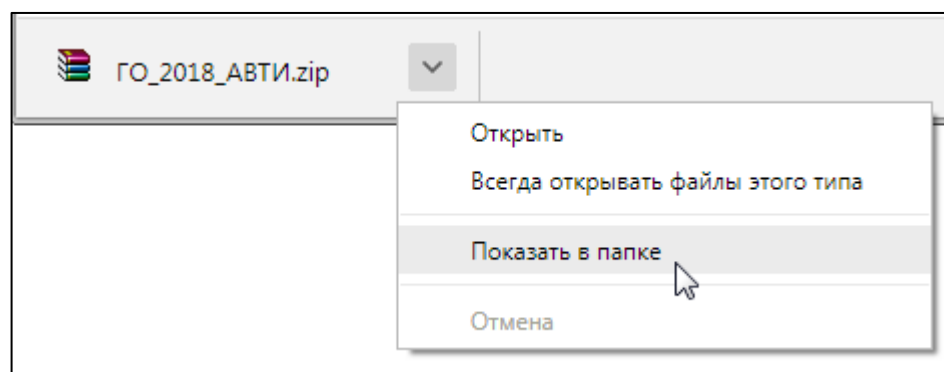 ГО_2018_АВТИ.zip
Открыть
Всегда открывать файлы этого типа
Показать в папке
Отмена